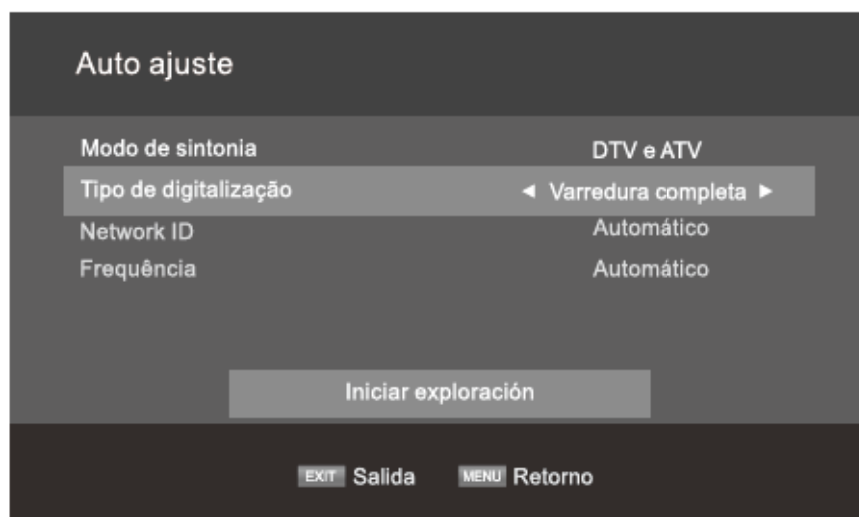 Auto ajuste
Modo de sintonia DTV e ATV
Tipo de digitalização ◄ Varredura completa ►
Network ID Automático
Frequência Automático
Iniciar exploración
EXIT Salida MENU Retorno